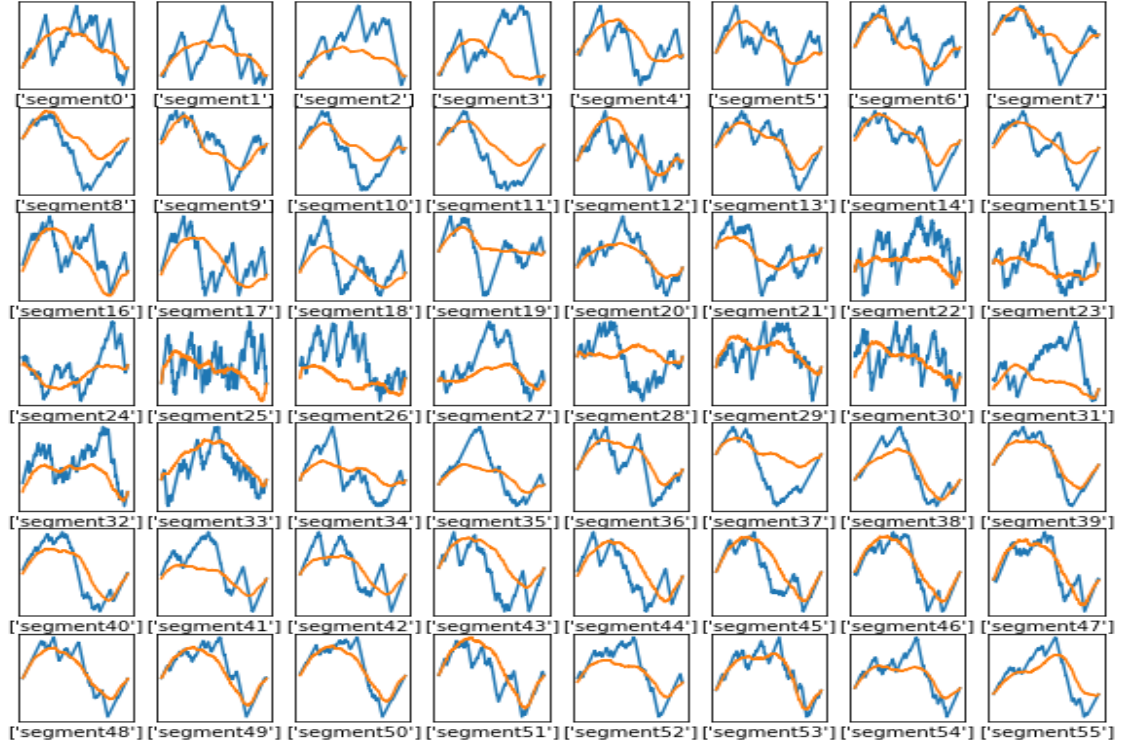 ['segment0'] ['segment1'] ['segment2'] ['segment3'] ['segment4'] ['segment5'] ['segment6'] ['segment7']
['segment8'] ['segment9'] ['segment10'] ['segment11'] ['segment12'] ['segment13'] ['segment14'] ['segment15']
['segment16'] ['segment17'] ['segment18'] ['segment19'] ['segment20'] ['segment21'] ['segment22'] ['segment23']
['segment24'] ['segment25'] ['segment26'] ['segment27'] ['segment28'] ['segment29'] ['segment30'] ['segment31']
['segment32'] ['segment33'] ['segment34'] ['segment35'] ['segment36'] ['segment37'] ['segment38'] ['segment39']
['segment40'] ['segment41'] ['segment42'] ['segment43'] ['segment44'] ['segment45'] ['segment46'] ['segment47']
['segment48'] ['segment49'] ['segment50'] ['segment51'] ['segment52'] ['segment53'] ['segment54'] ['segment55']